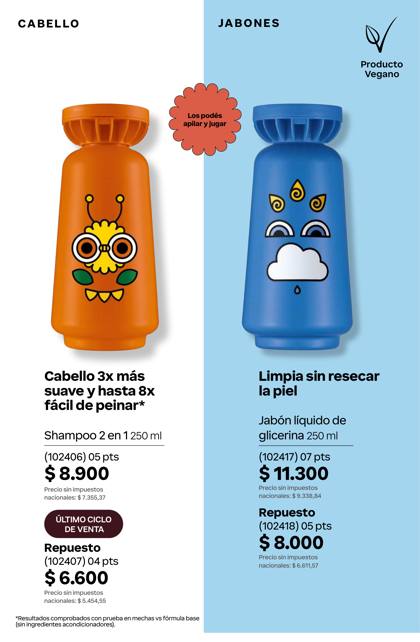 CABELLO
JABONES
Producto
Vegano
Los podés
apilar y jugar
Cabello 3x más
suave y hasta 8x
fácil de peinar*
Shampoo 2 en 1 250 ml
(102406) 05 pts
$ 8.900
Precio sin impuestos
nacionales: $ 7.355,37
ÚLTIMO CICLO
DE VENTA
Repuesto
(102407) 04 pts
$ 6.600
Precio sin impuestos
nacionales: $ 5.454,55
Limpia sin resecar
la piel
Jabón líquido de
glicerina 250 ml
(102417) 07 pts
$ 11.300
Precio sin impuestos
nacionales: $ 9.338,84
Repuesto
(102418) 05 pts
$ 8.000
Precio sin impuestos
nacionales: $ 6.611,57
*Resultados comprobados con prueba en mechas vs fórmula base
(sin ingredientes acondicionadores).